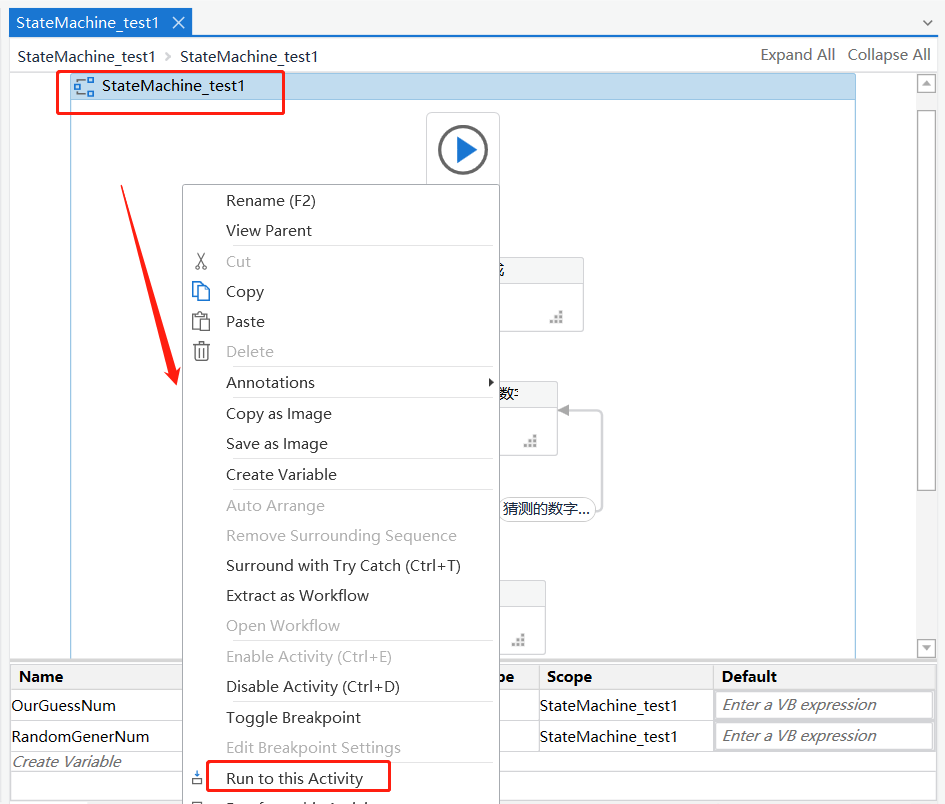 StateMachine_test1
StateMachine_test1 > StateMachine_test1 Expand All Collapse All
StateMachine_test1
Rename (F2)
View Parent
Cut
Copy
Paste
Delete
Annotations
数字
Copy as Image
Save as Image
Create Variable
Auto Arrange
猜测的数字...
Remove Surrounding Sequence
Surround with Try Catch (Ctrl+T)
Extract as Workflow
Open Workflow
Enable Activity (Ctrl+E)
Name Scope Default
Disable Activity (Ctrl+D)
OurGuessNum StateMachine_test1 Enter a VB expression
Toggle Breakpoint
RandomGenerNum StateMachine_test1 Enter a VB expression
Edit Breakpoint Settings
Create Variable
Run to this Activity